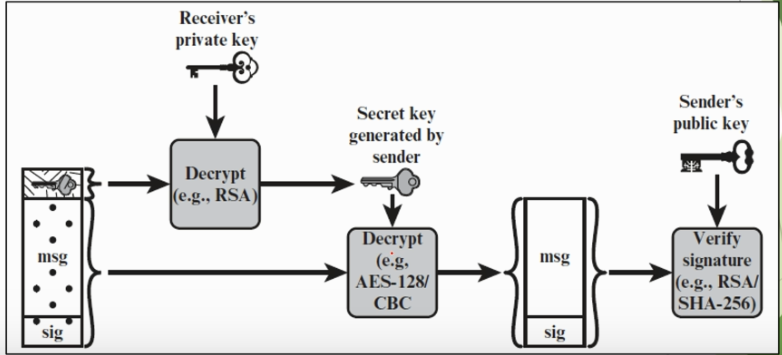 Receiver's
private key
Decrypt
(e.g., RSA)
Secret key
generated by
sender
Decrypt
(e.g,
AES-128/
CBC
msg
sig
msg
sig
Sender's
public key
Verify
signature
(e.g., RSA/
SHA-256)